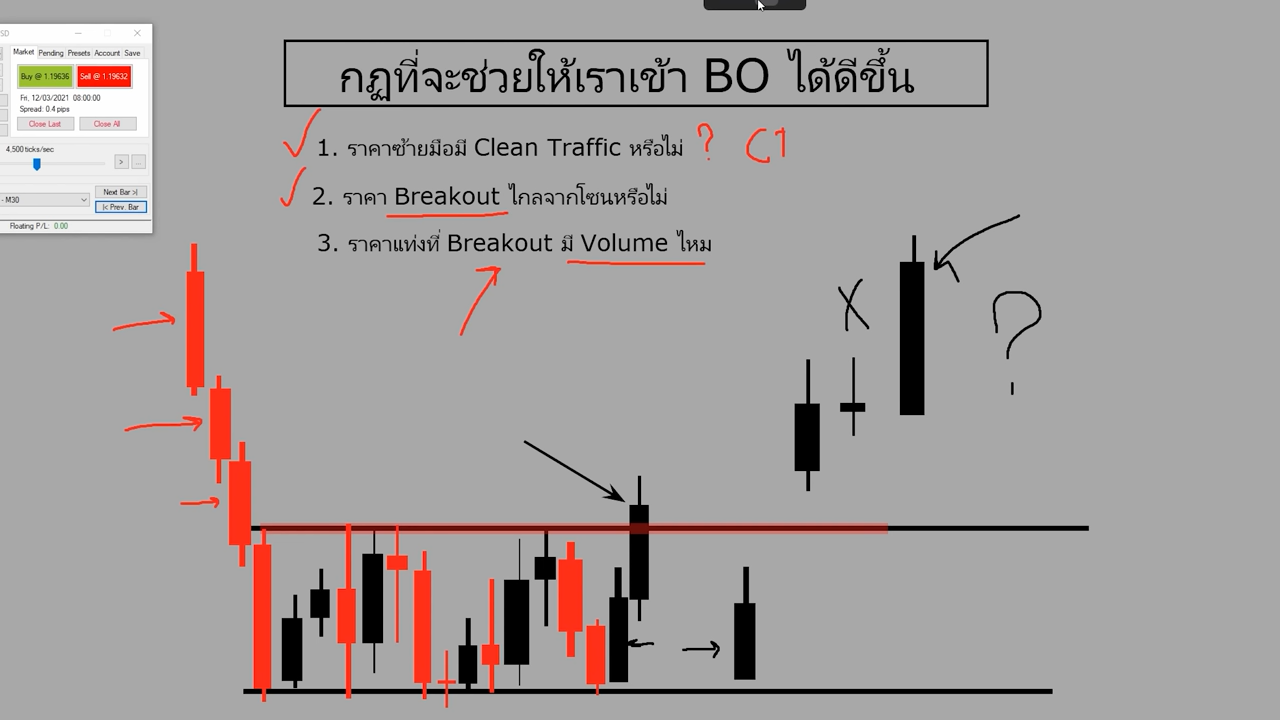 SD
Market Pending Presets Account Save
Buy @ 1.19636 Sell @ 1.19632
Fri, 12/03/2021 08:00:00
Spread: 0.4 pips
Close Last Close All
4,500 ticks/sec
> ...
Next Bar >|
- M30
|< Prev. Bar
Floating P/L: 0.00
กฏที่จะช่วยให้เราเข้า BO ได้ดีขึ้น
1. ราคาซ้ายมือมี Clean Traffic หรือไม่ ? CT
2. ราคา Breakout ไกลจากโซนหรือไม่
3. ราคาแท่งที่ Breakout มี Volume ไหม
X
?